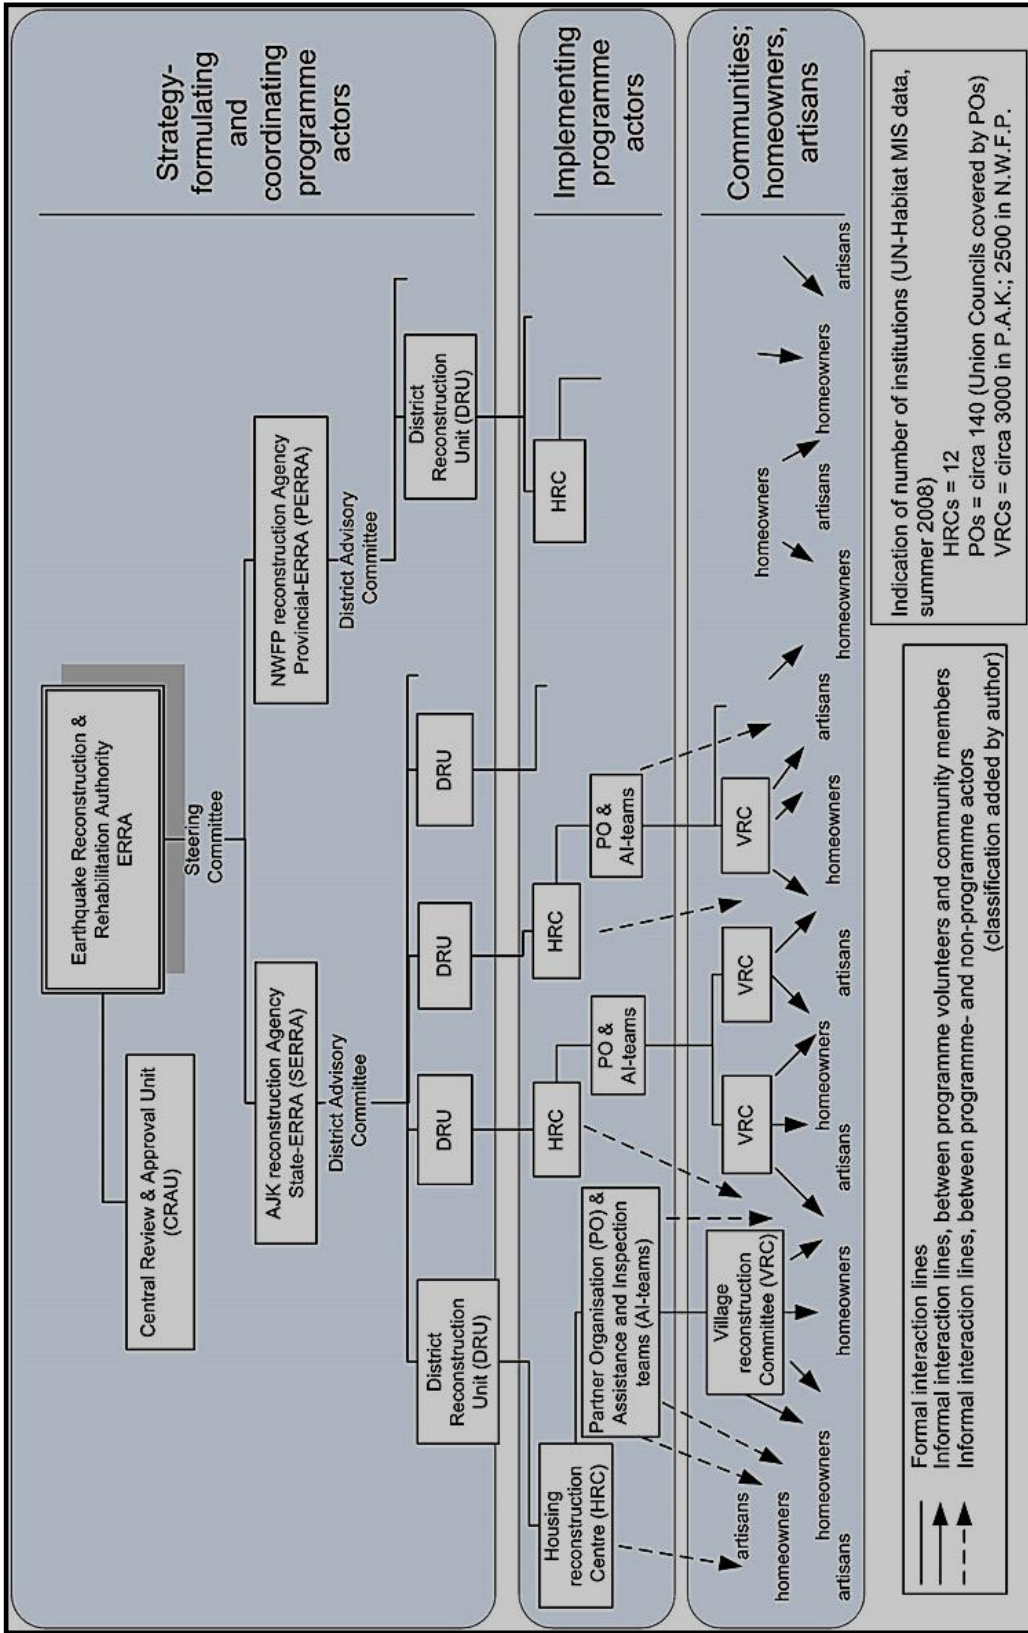 Strategy-
formulating
and
coordinating
programme
actors
Earthquake Reconstruction &
Rehabilitation Authority
ERRA
Central Review & Approval Unit
(CRAU)
Steering
Committee
AJK reconstruction Agency
State-ERRA (SERRA)
NWFP reconstruction Agency
Provincial-ERRA (PERRA)
District Advisory
Committee
District Advisory
Committee
District
Reconstruction
Unit (DRU)
DRU
DRU
DRU
District
Reconstruction
Unit (DRU)
Implementing
programme
actors
Housing
reconstruction
Centre (HRC)
HRC
HRC
HRC
Partner Organisation (PO) &
Assistance and Inspection
teams (AI-teams)
PO &
AI-teams
PO &
AI-teams
Communities;
homeowners,
artisans
Village
reconstruction
Committee (VRC)
VRC
VRC
VRC
artisans
homeowners
homeowners
artisans
homeowners
artisans
homeowners
artisans
homeowners
artisans
homeowners
homeowners
artisans
homeowners
artisans
Formal interaction lines
Informal interaction lines, between programme volunteers and community members
Informal interaction lines, between programme- and non-programme actors
(classification added by author)
Indication of number of institutions (UN-Habitat MIS data,
summer 2008)
HRCs = 12
POs = circa 140 (Union Councils covered by POs)
VRCs = circa 3000 in P.A.K.; 2500 in N.W.F.P.